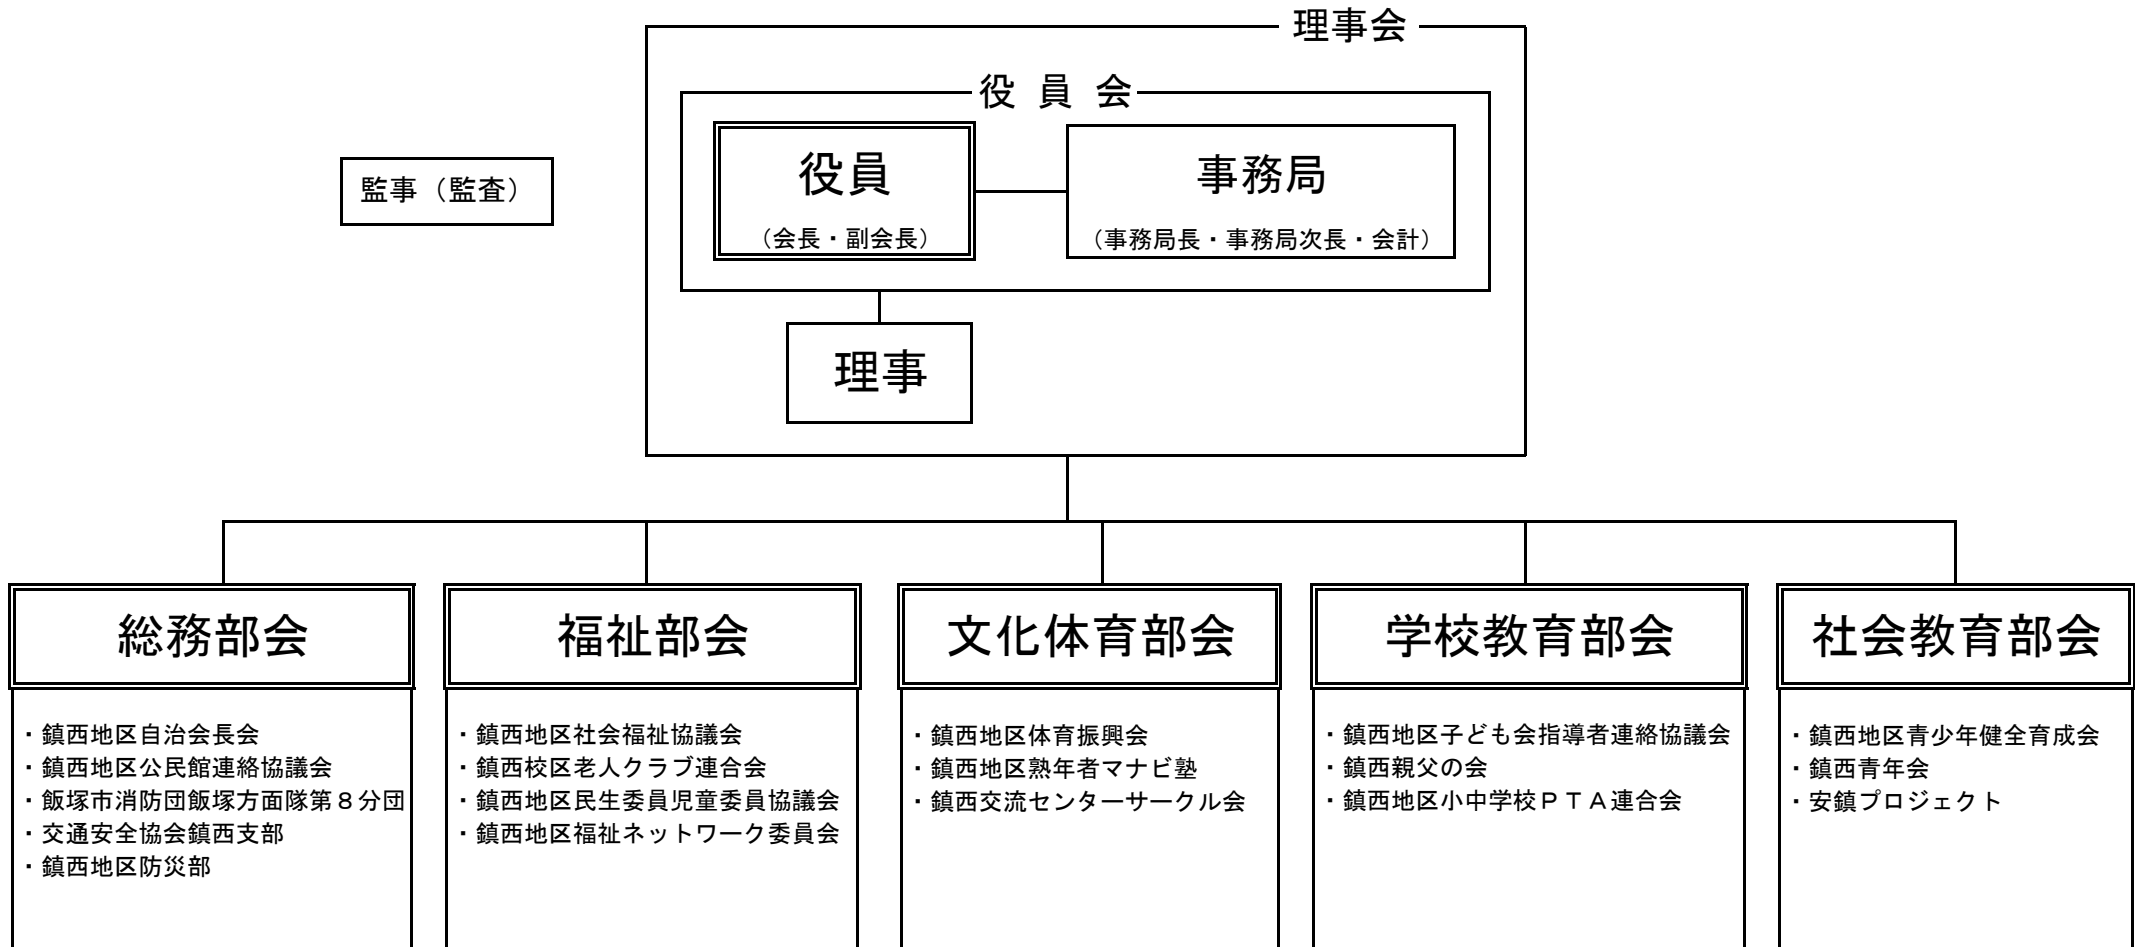 理事会
役 員 会
監事（監査）
役員
（会長・副会長）
事務局
（事務局長・事務局次長・会計）
理事
総務部会
・鎮西地区自治会長会
・鎮西地区公民館連絡協議会
・飯塚市消防団飯塚方面隊第８分団
・交通安全協会鎮西支部
・鎮西地区防災部
福祉部会
・鎮西地区社会福祉協議会
・鎮西校区老人クラブ連合会
・鎮西地区民生委員児童委員協議会
・鎮西地区福祉ネットワーク委員会
文化体育部会
・鎮西地区体育振興会
・鎮西地区熟年者マナビ塾
・鎮西交流センターサークル会
学校教育部会
・鎮西地区子ども会指導者連絡協議会
・鎮西親父の会
・鎮西地区小中学校ＰＴＡ連合会
社会教育部会
・鎮西地区青少年健全育成会
・鎮西青年会
・安鎮プロジェクト